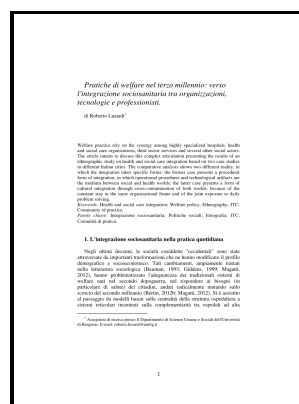 Pratiche di welfare nel terzo millennio: verso
l'integrazione sociosanitaria tra organizzazioni,
tecnologie e professionisti.
di Roberto Lusardi*
Welfare practices rely on the synergy among highly specialized hospitals, health
and social care organizations, third sector services and several other social actors.
The article intends to discuss this complex articulation presenting the results of an
ethnographic study on health and social care integration based on two case studies
in different Italian cities. The comparative analysis shows two different reality, in
which the integration takes specific forms: the former case presents a procedural
form of integration, in which operational procedures and technological artifacts are
the medium between social and health worlds; the latter case presents a form of
cultural integration through cross-contamination of both worlds, because of the
constant stay in the same organizational frame and of the joint exposure to daily
problem solving.
Keywords: Health and social care integration; Welfare policy; Ethnography; ITC;
Community of practice.
Parole chiave: Integrazione sociosanitaria; Politiche sociali; Etnografia; ITC;
Comunità di pratica.
1. L'integrazione sociosanitaria nella pratica quotidiana
Negli ultimi decenni, le società cosiddette "occidentali" sono state
attraversate da importanti trasformazioni che ne hanno modificato il profilo
demografico e socioeconomico. Tali cambiamenti, ampiamente trattati
nella letteratura sociologica (Bauman, 1993; Giddens, 1999; Magatti,
2012), hanno problematizzato l'adeguatezza dei tradizionali sistemi di
welfare nati nel secondo dopoguerra, nel rispondere ai bisogni (in
particolare di salute) dei cittadini, andati radicalmente mutando sullo
scorcio del secondo millennio (Bertin, 2012b; Magatti, 2012). Si è assistito
al passaggio da modelli basati sulla centralità della struttura ospedaliera a
sistemi reticolari incentrati sulla complementarità tra ospedali ad alta
* Assegnista di ricerca presso il Dipartimento di Scienze Umane e Sociali dell'Università
di Bergamo. E-mail: roberto.lusardi@unibg.it
1